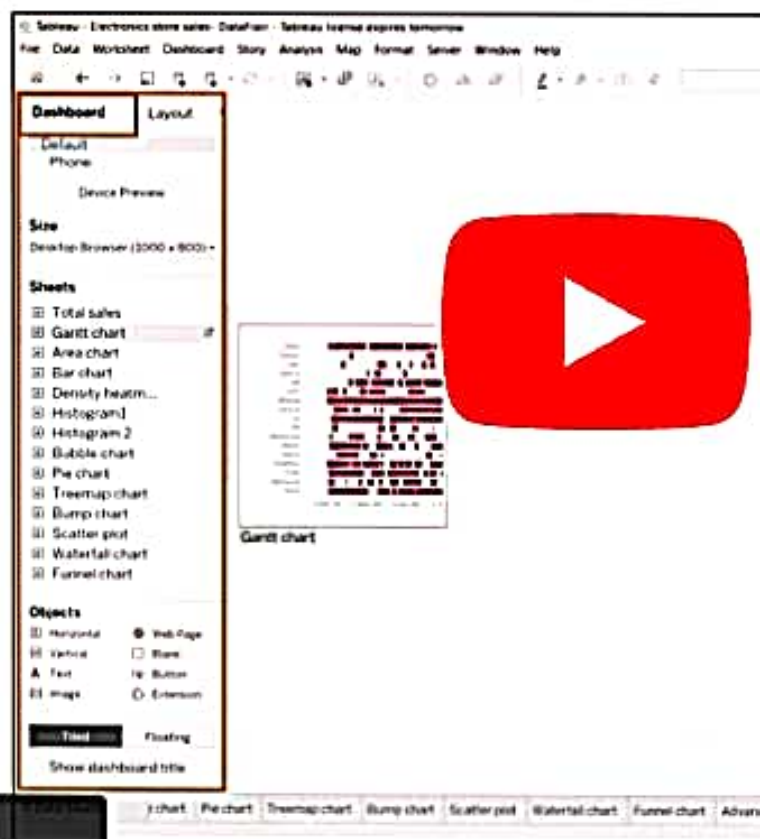 Tableau - Electronics store sales- DataFlair - Tableau license expires tomorrow
File Data Worksheet Dashboard Story Analysis Map Format Server Window Help
Dashboard Layout
Default
Phone
Device Preview
Size
Desktop Browser (1000 x 800)
Sheets
Total sales
Gantt chart
Area chart
Bar chart
Density heatm...
Histogram1
Histogram 2
Bubble chart
Pie chart
Treemap chart
Bump chart
Scatter plot
Waterfall chart
Funnel chart
Gantt chart
Objects
Horizontal Web Page
Vertical Blank
A Text Button
Image Extension
Tiled Floating
Show dashboard title
chart Pie chart Treemap chart Bump chart Scatter plot Waterfall chart Funnel chart